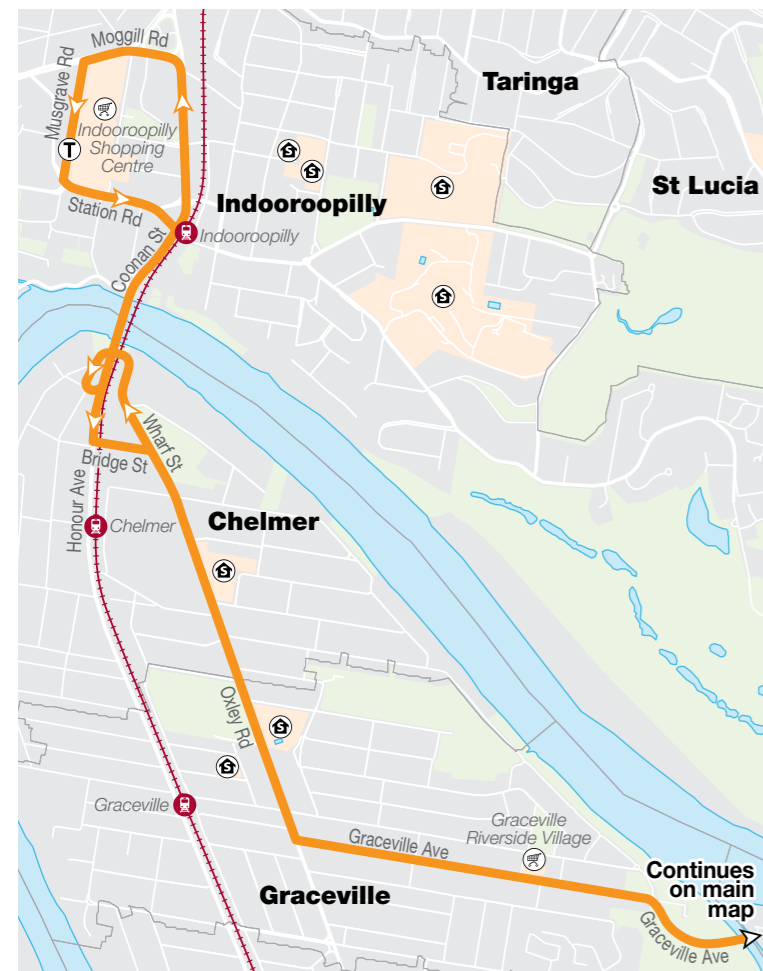 Moggill Rd
Musgrave Rd
Taringa
Indooroopilly
Shopping
Centre
T
St Lucia
Indooroopilly
Station Rd
Coonan St
Indooroopilly
Wharf St
Bridge St
Honour Ave
Chelmer
Chelmer
Oxley Rd
Graceville
Graceville Ave
Graceville
Riverside Village
Graceville
Continues
on main
map
Graceville Ave
S
S
S
S
S
S
S